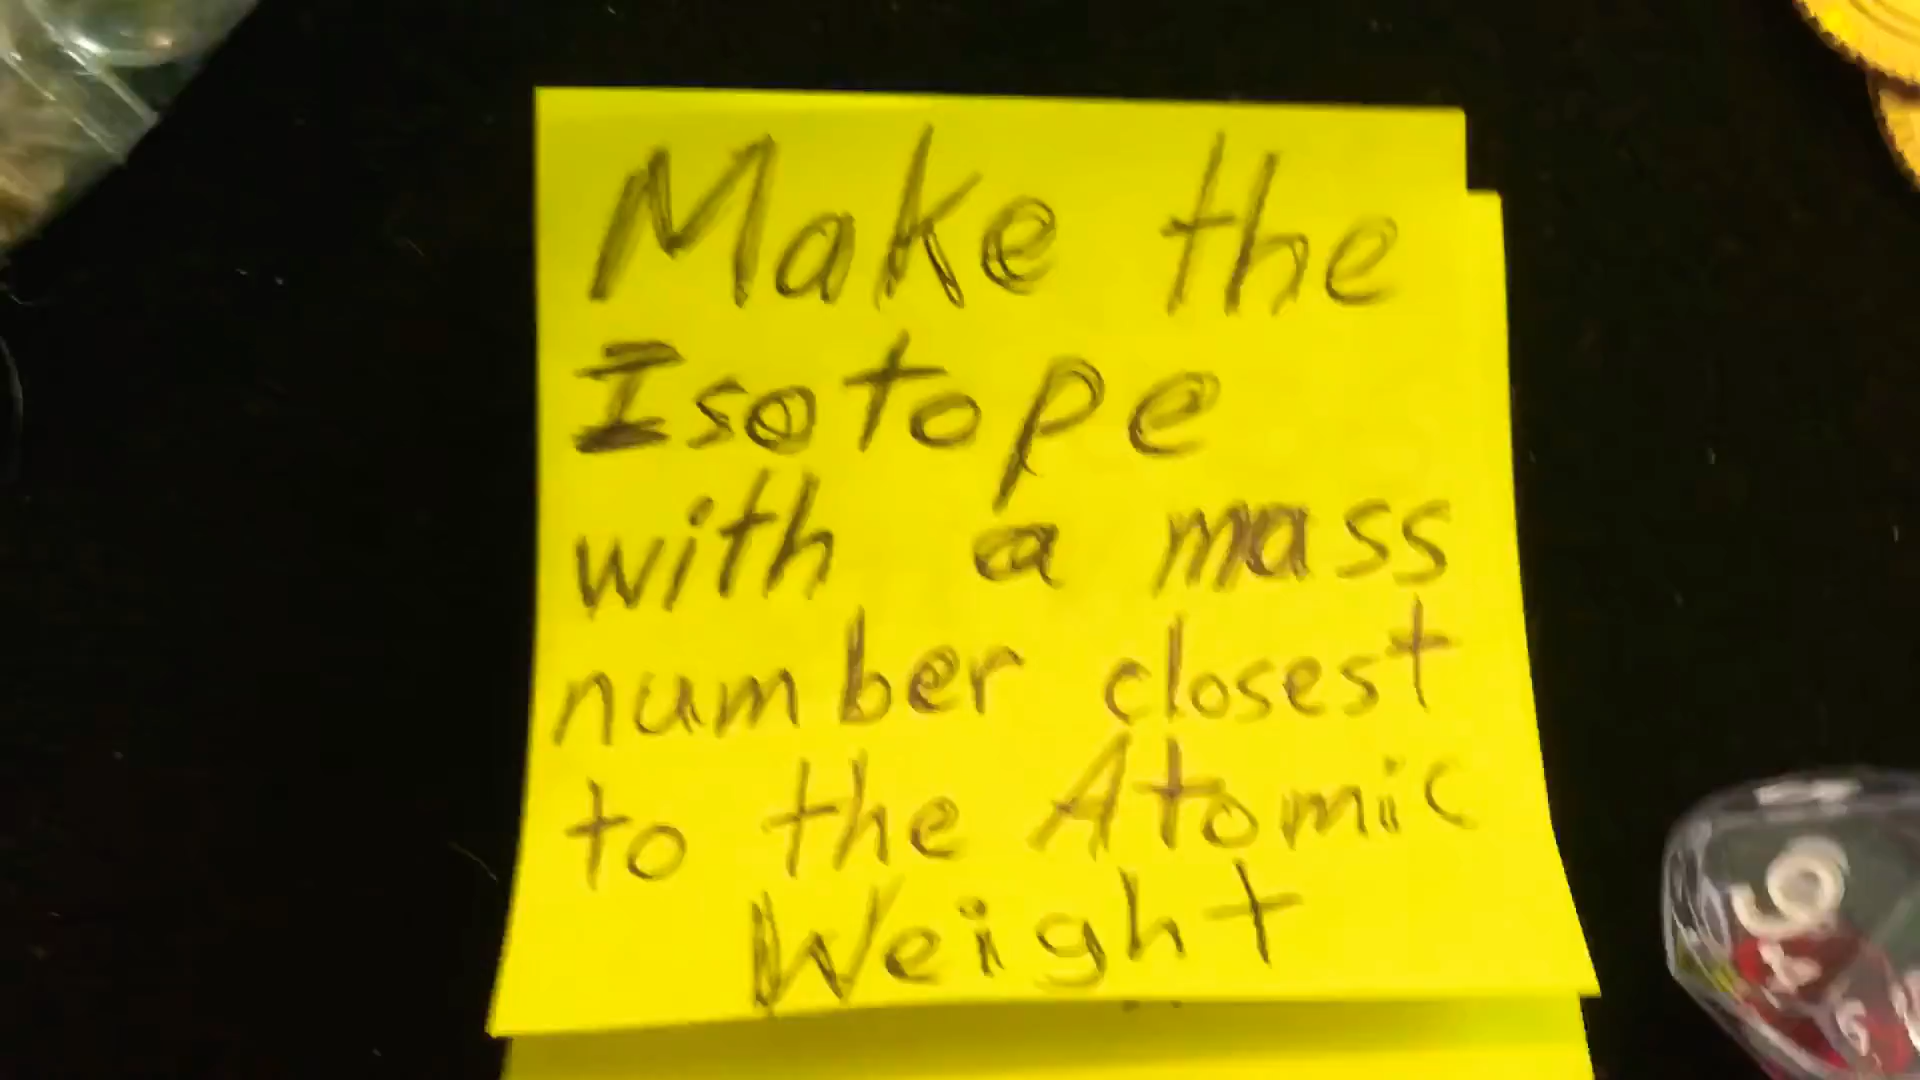 Make the
Isotope
with a mass
number closest
to the Atomic
Weight